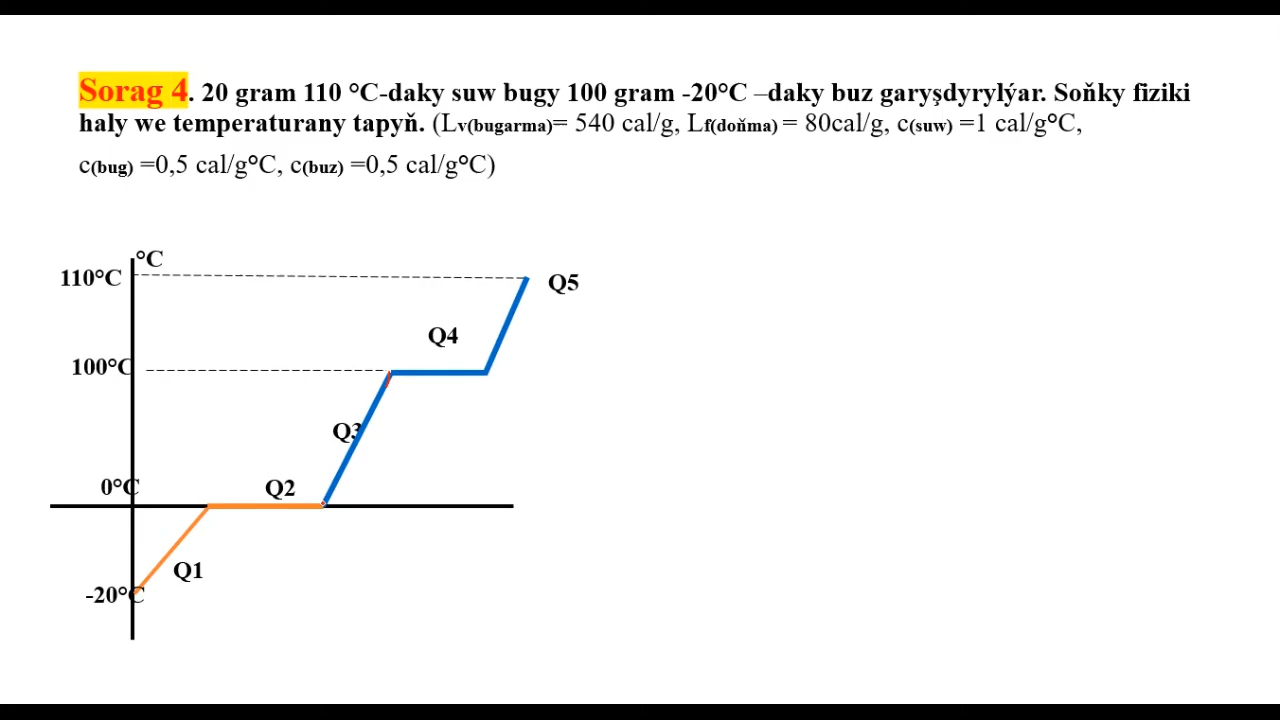 Sorag 4. 20 gram 110 °C-daky suw bugy 100 gram -20°C –daky buz garyşdyrylýar. Soňky fiziki
haly we temperaturany tapyň. (Lv(bugarma)= 540 cal/g, Lf(doňma) = 80cal/g, c(suw) =1 cal/g°C,
c(bug) =0,5 cal/g°C, c(buz) =0,5 cal/g°C)
°C
110°C
Q5
Q4
100°C
Q3
0°C
Q2
Q1
-20°C